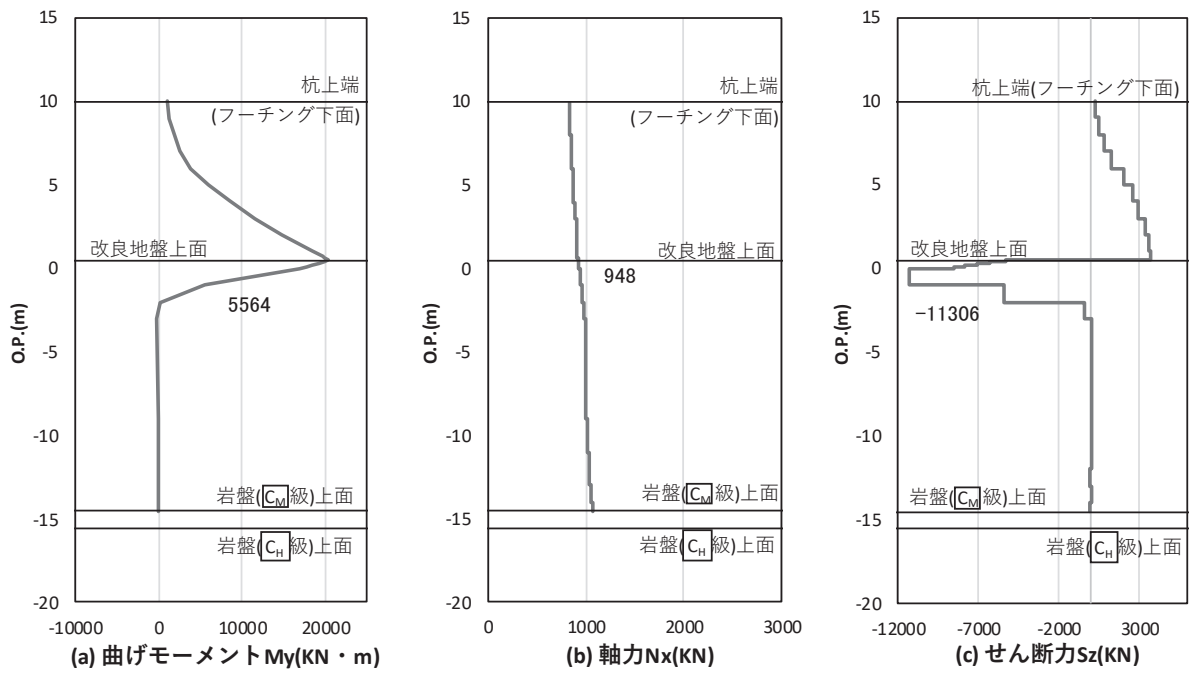 15
10
5
0
-5
-10
-15
-20
O.P.(m)
杭上端
(フーチング下面)
改良地盤上面
5564
岩盤(CM級)上面
岩盤(CH級)上面
-10000 0 10000 20000
(a) 曲げモーメントMy(KN・m)
15
10
5
0
-5
-10
-15
-20
O.P.(m)
杭上端
(フーチング下面)
改良地盤上面
948
岩盤(CM級)上面
岩盤(CH級)上面
0 1000 2000 3000
(b) 軸力Nx(KN)
15
10
5
0
-5
-10
-15
-20
O.P.(m)
杭上端(フーチング下面)
改良地盤上面
-11306
岩盤(CM級)上面
岩盤(CH級)上面
-12000 -7000 -2000 3000
(c) せん断力Sz(KN)